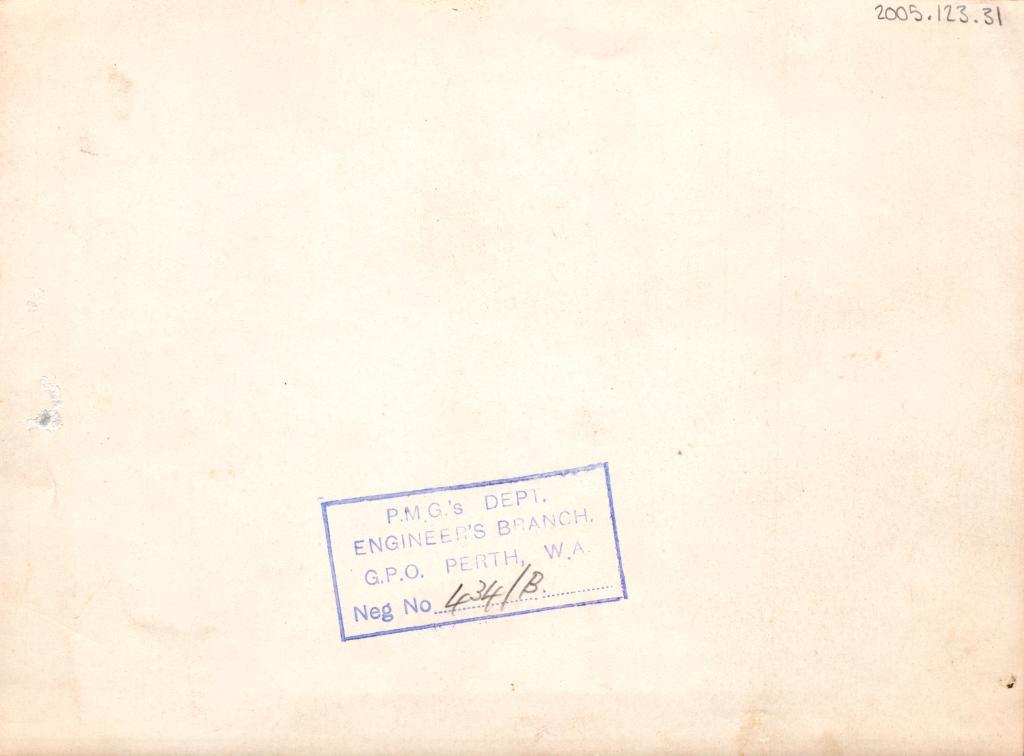 2005.123.31
P.M.G.'s DEPT.
ENGINEER'S BRANCH.
G.P.O. PERTH, W.A.
Neg No 434/B.